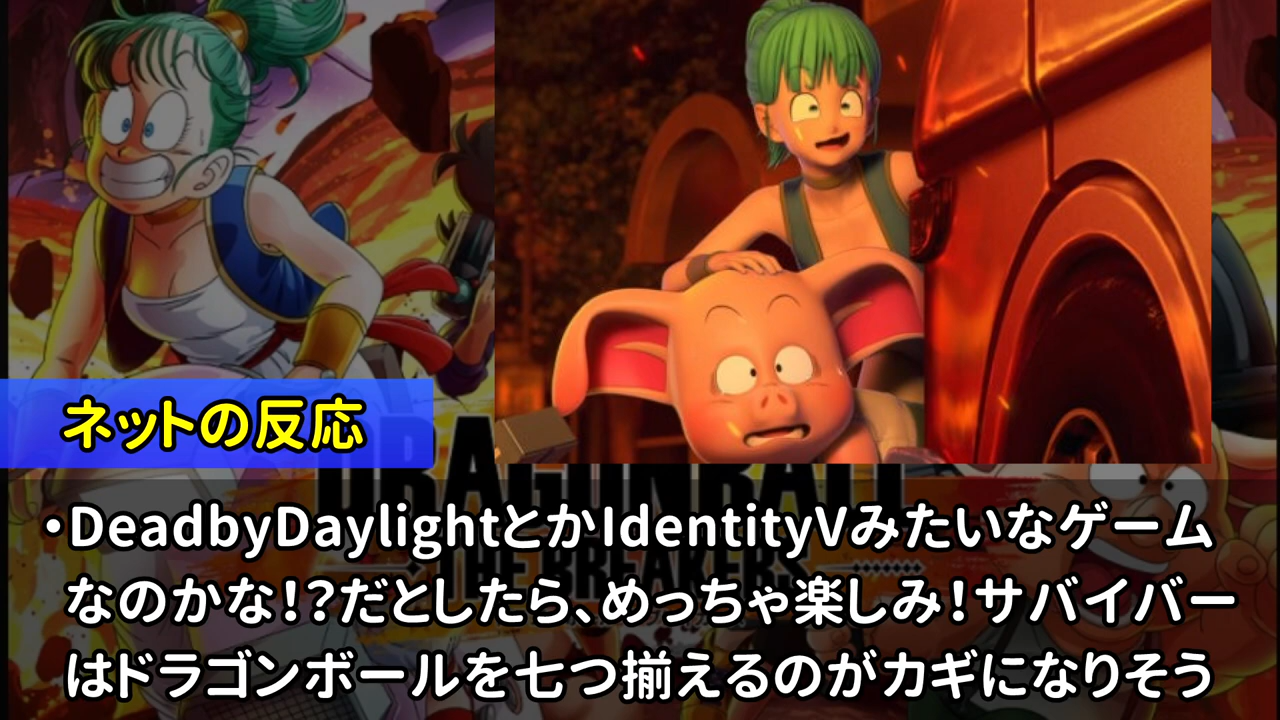 ネットの反応
DRAGONBALL
THE BREAKERS
・DeadbyDaylightとかIdentityVみたいなゲーム
なのかな！？だとしたら、めっちゃ楽しみ！サバイバー
はドラゴンボールを七つ揃えるのがカギになりそう